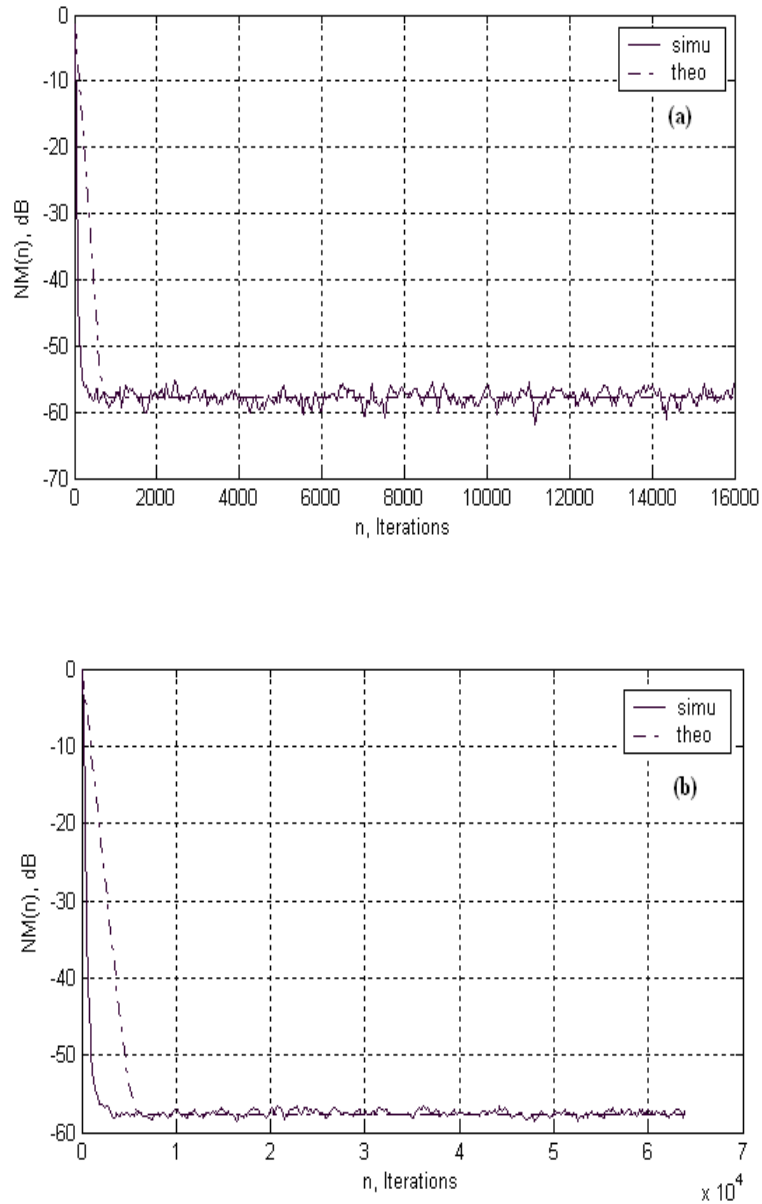 0
-10
-20
-30
-40
-50
-60
-70
NM(n), dB
simu
theo
(a)
0 2000 4000 6000 8000 10000 12000 14000 16000
n, Iterations
0
-10
-20
-30
-40
-50
-60
NM(n), dB
simu
theo
(b)
0 1 2 3 4 5 6 7
n, Iterations
x 10^4